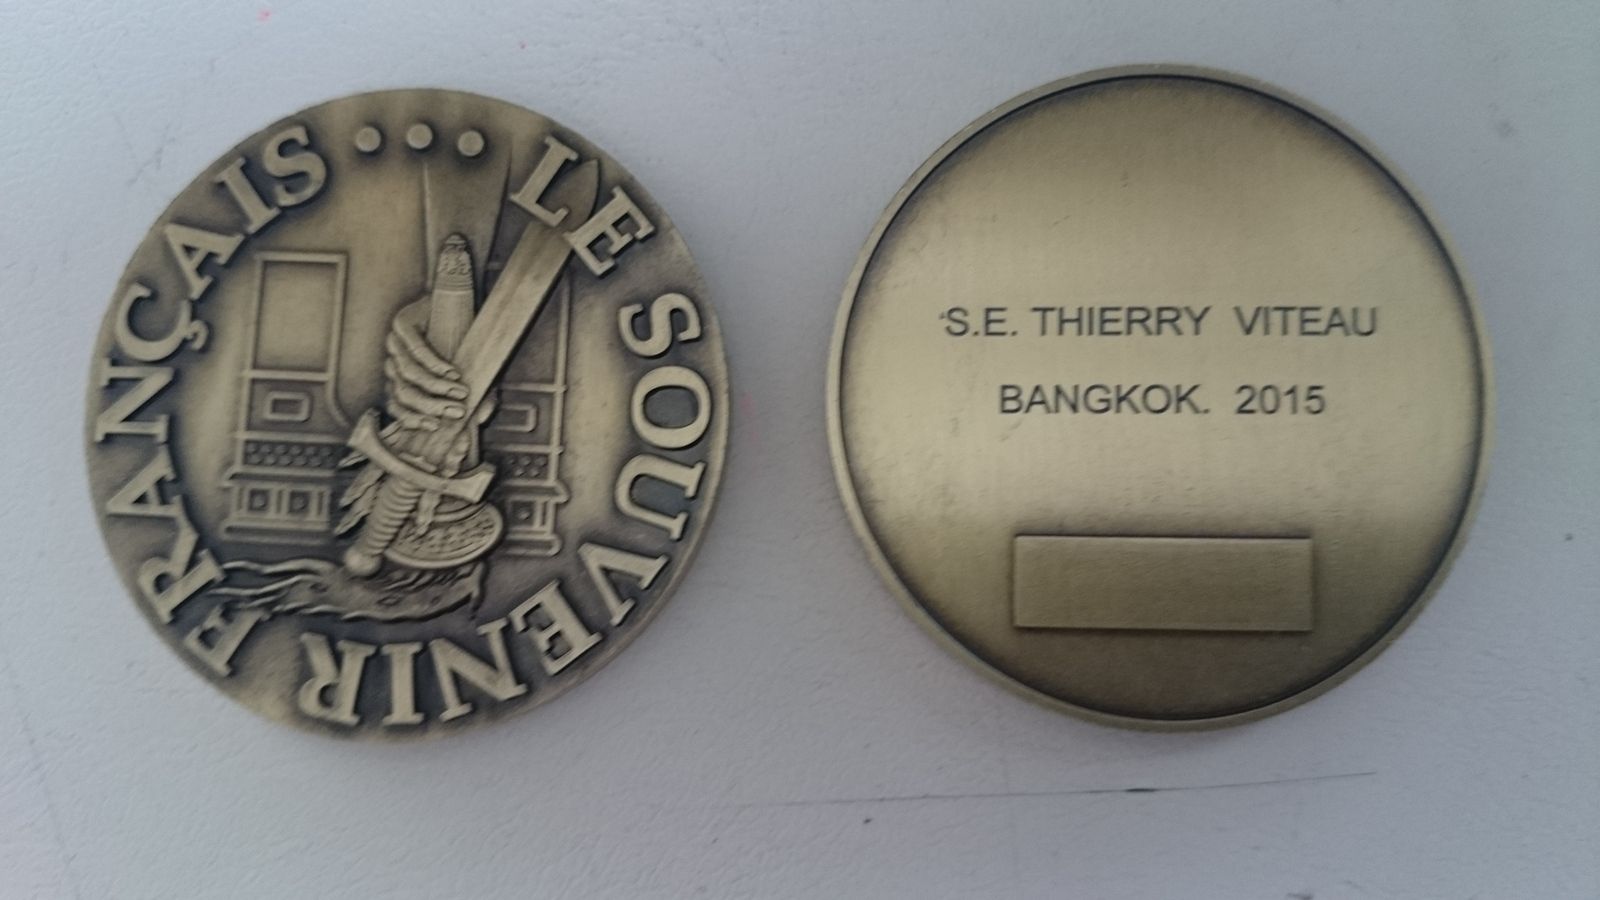 LE SOUVENIR FRANÇAIS •••
'S.E. THIERRY VITEAU
BANGKOK. 2015